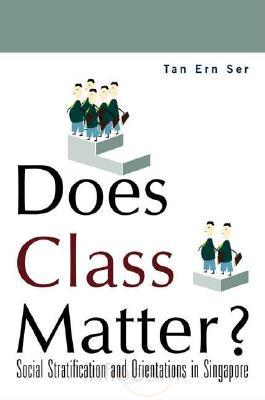 Tan Ern Ser
Does
Class
Matter?
Social Stratification and Orientations in Singapore